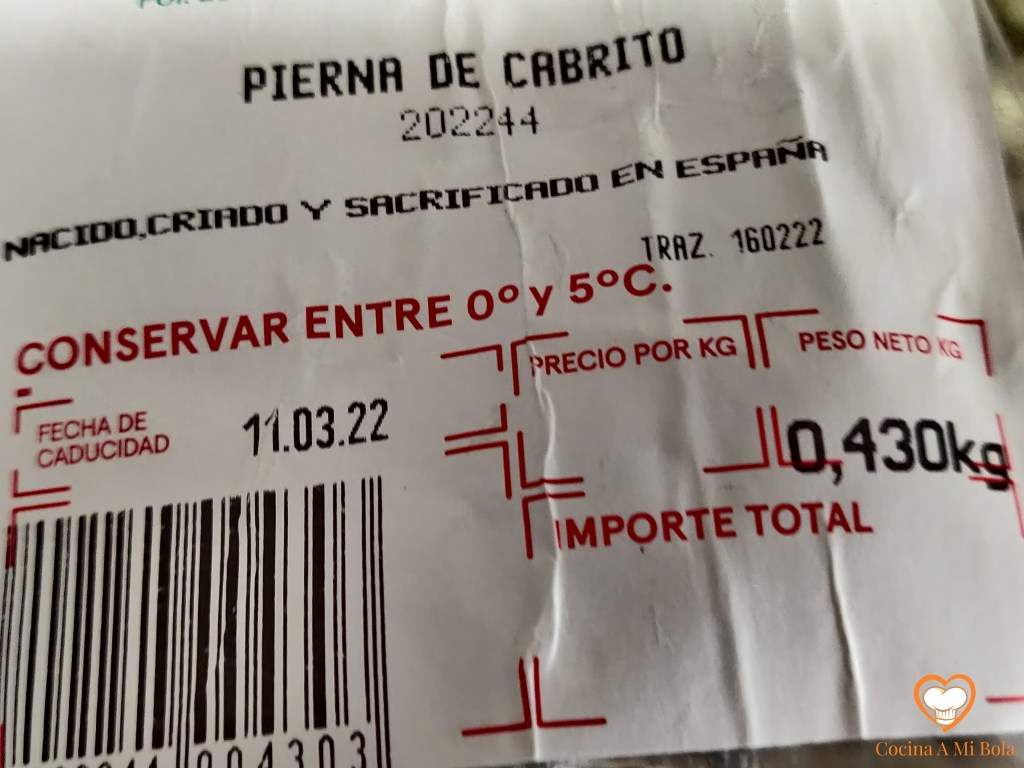 PIERNA DE CABRITO
202244
NACIDO,CRIADO Y SACRIFICADO EN ESPAÑA
TRAZ. 160222
CONSERVAR ENTRE 0º y 5ºC.
PRECIO POR KG
PESO NETO KG
FECHA DE
CADUCIDAD
11.03.22
0,430kg
IMPORTE TOTAL
004303
Cocina A Mi Bola